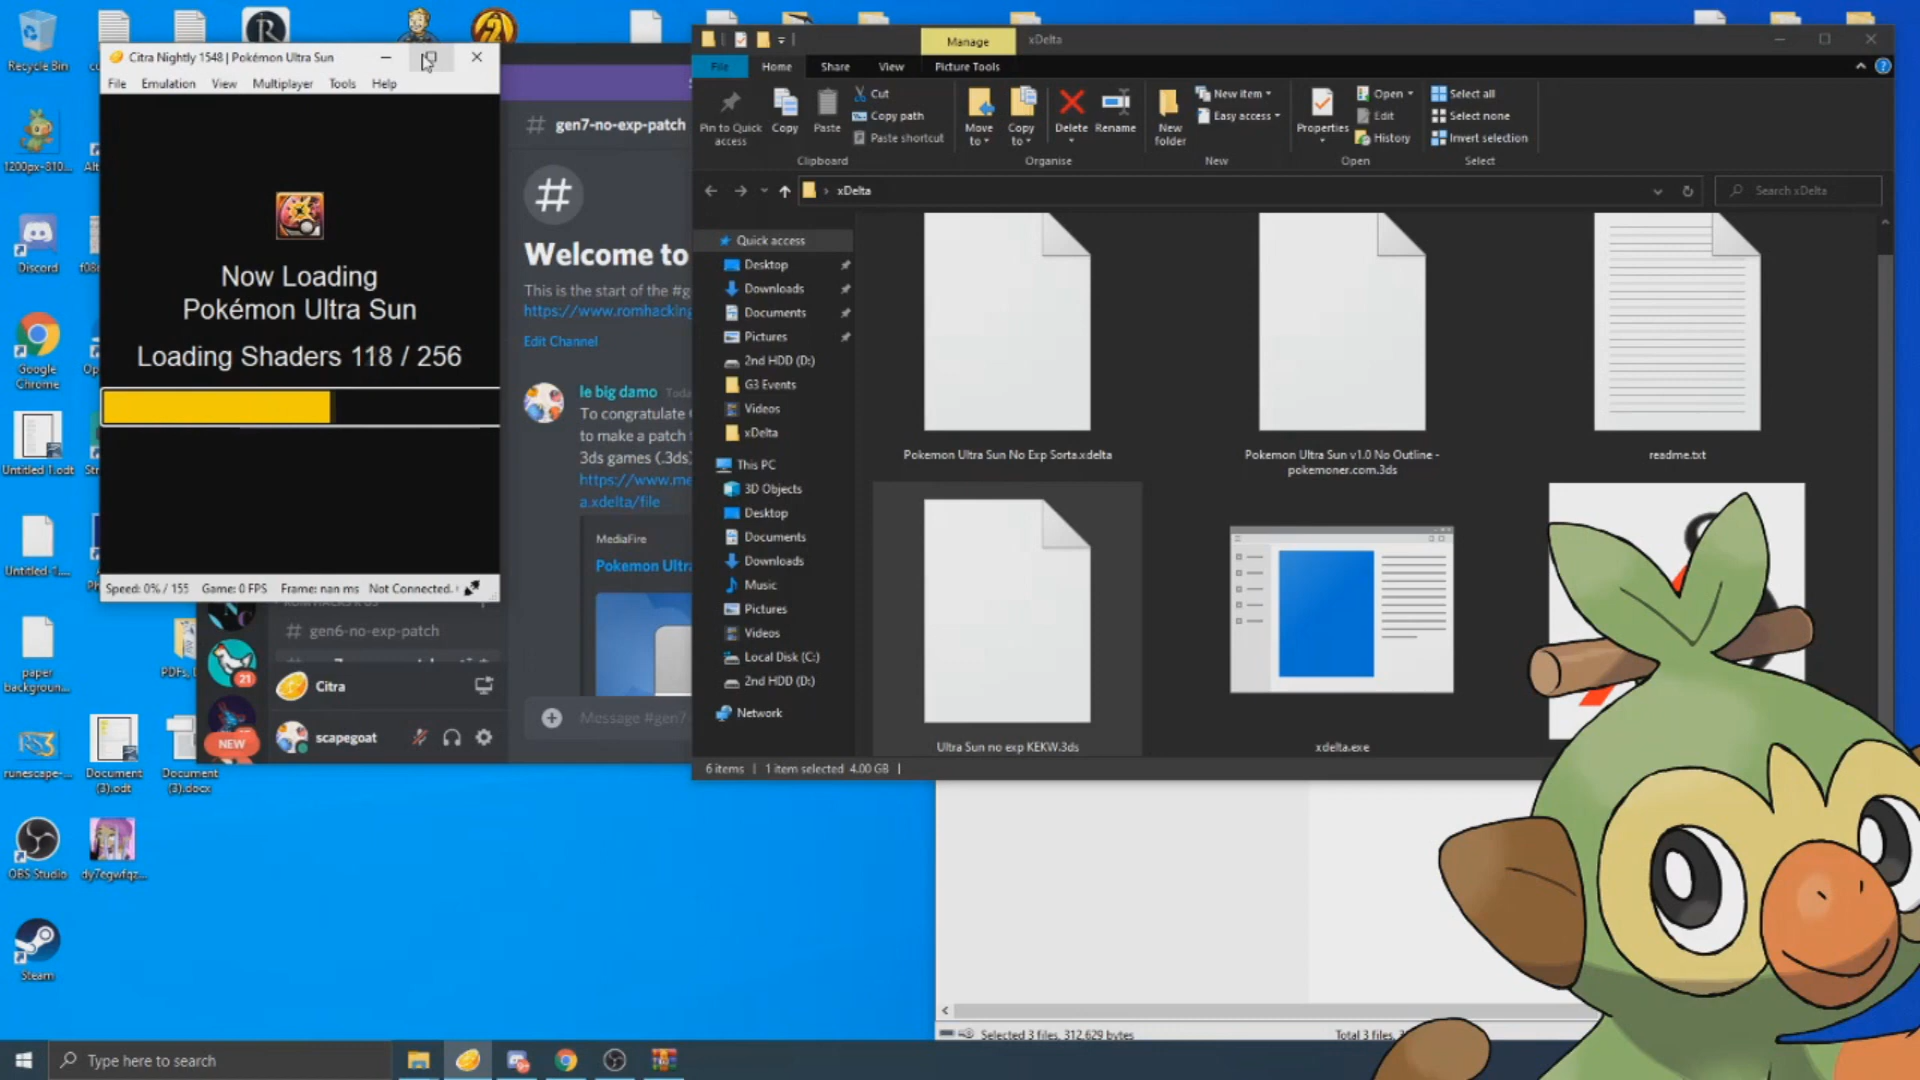 Recycle Bin
1200px-810...
Discord
Google
Chrome
Untitled 1.odt
Untitled-1....
paper
backgroun...
runescape-...
Document
(3).odt
Document
(3).docx
OBS Studio
dy7egwfqz...
Steam
Citra Nightly 1548 | Pokémon Ultra Sun
File
Emulation
View
Multiplayer
Tools
Help
Now Loading
Pokémon Ultra Sun
Loading Shaders 118 / 256
Speed: 0% / 155
Game: 0 FPS
Frame: nan ms
Not Connected.
# gen6-no-exp-patch
21
NEW
Citra
scapegoat
# gen7-no-exp-patch
Welcome to
This is the start of the #g
https://www.romhacking
Edit Channel
le big damo
To congratulate
to make a patch
3ds games (.3ds)
https://www.me
a.xdelta/file
MediaFire
Pokemon Ultra
Message #gen7-
Manage
xDelta
File
Home
Share
View
Picture Tools
Pin to Quick
access
Copy
Paste
Cut
Copy path
Paste shortcut
Clipboard
Move
to
Copy
to
Delete
Rename
Organise
New
folder
New item
Easy access
New
Properties
Open
Edit
History
Open
Select all
Select none
Invert selection
Select
xDelta
Search xDelta
Quick access
Desktop
Downloads
Documents
Pictures
2nd HDD (D:)
G3 Events
Videos
xDelta
This PC
3D Objects
Desktop
Documents
Downloads
Music
Pictures
Videos
Local Disk (C:)
2nd HDD (D:)
Network
Pokemon Ultra Sun No Exp Sorta.xdelta
Pokemon Ultra Sun v1.0 No Outline -
pokemoner.com.3ds
readme.txt
Ultra Sun no exp KEKW.3ds
xdelta.exe
6 items
1 item selected 4.00 GB
Selected 3 files, 312,629 bytes
Total 3 files,
Type here to search